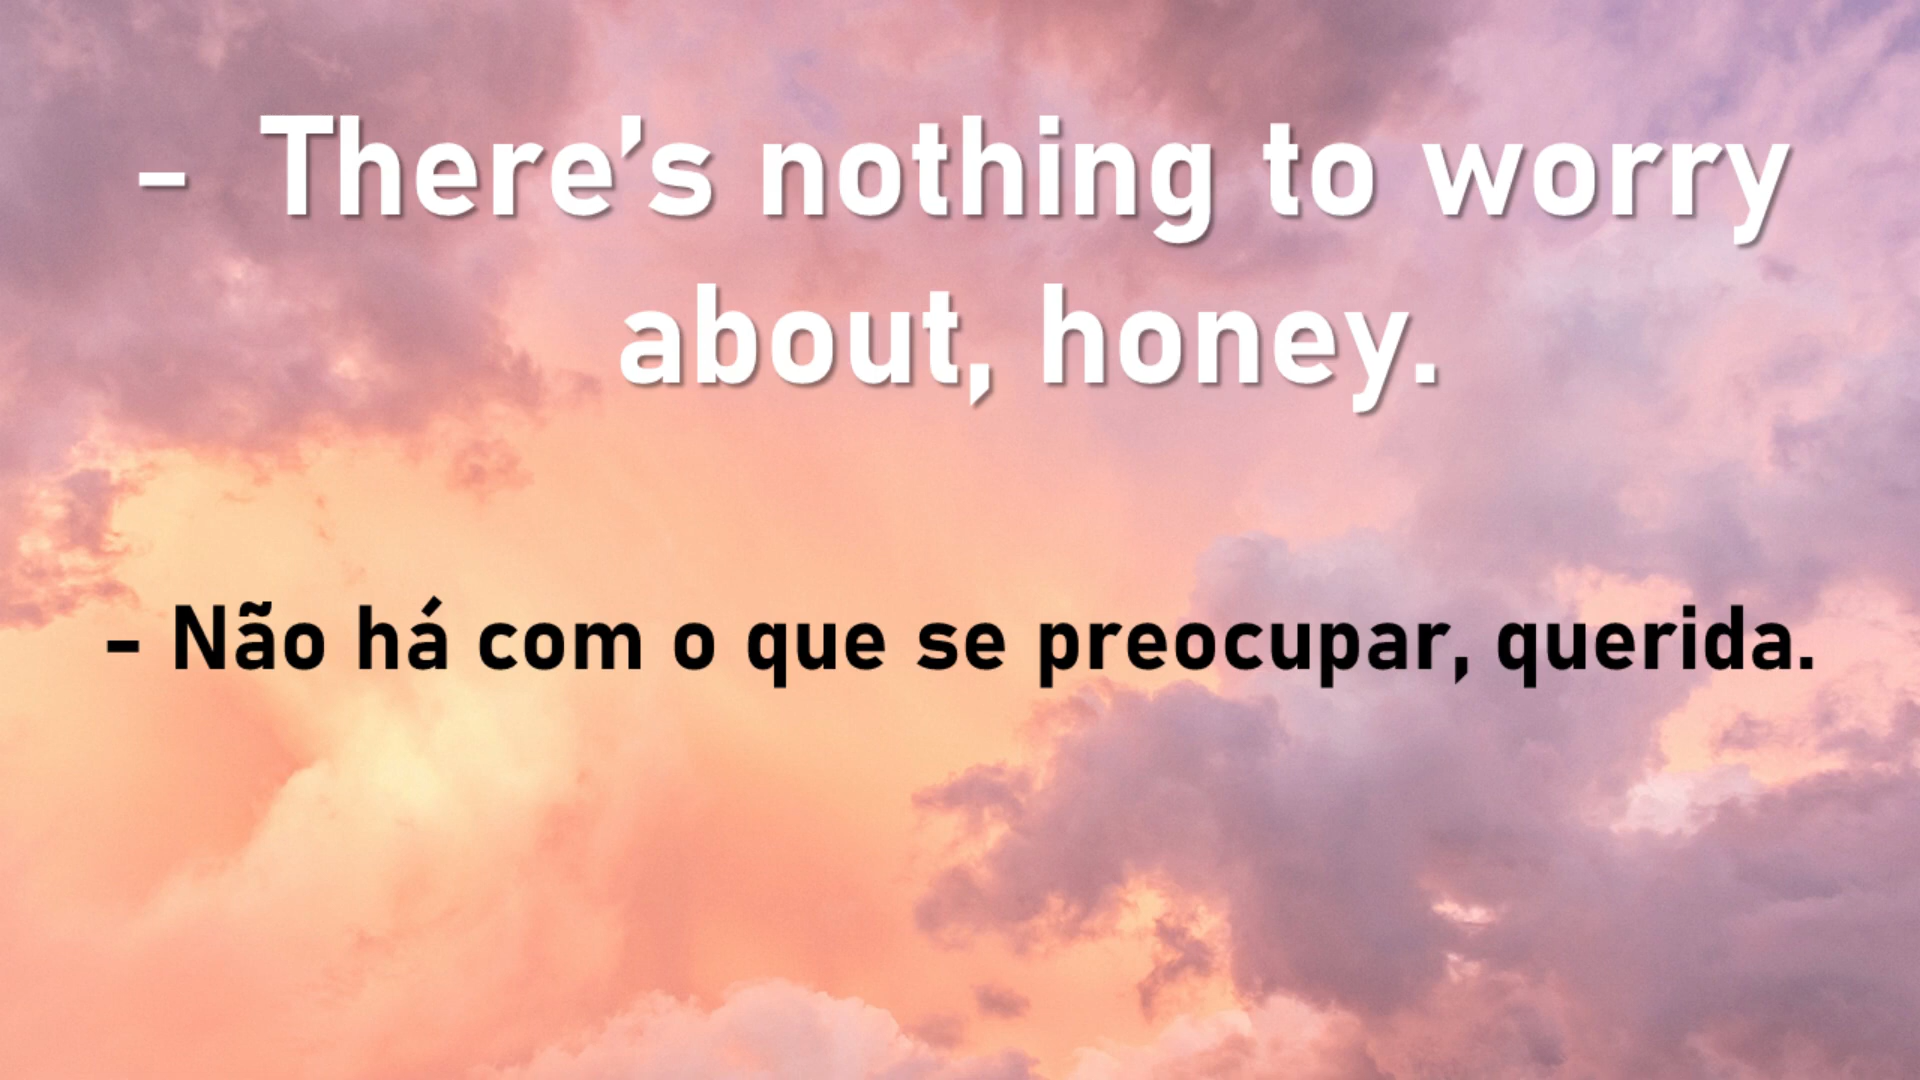 - There’s nothing to worry
about, honey.
- Não há com o que se preocupar, querida.